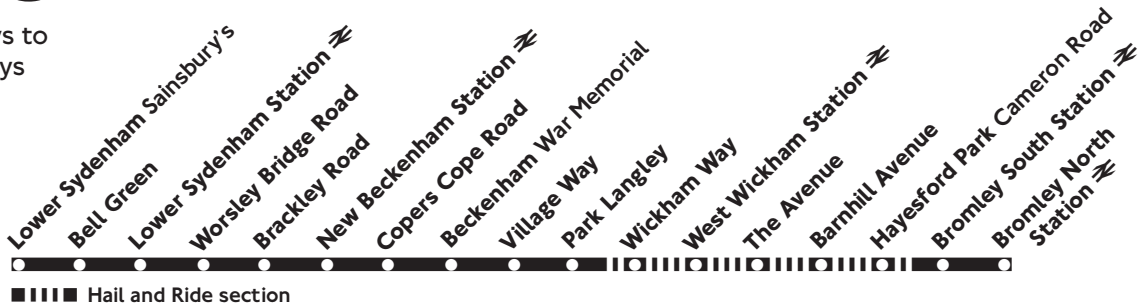 s to
ys
Lower Sydenham Sainsbury's
Bell Green
Lower Sydenham Station
Worsley Bridge Road
Brackley Road
New Beckenham Station
Copers Cope Road
Beckenham War Memorial
Village Way
Park Langley
Wickham Way
West Wickham Station
The Avenue
Barnhill Avenue
Hayesford Park Cameron Road
Bromley South Station
Bromley North
Station
Hail and Ride section